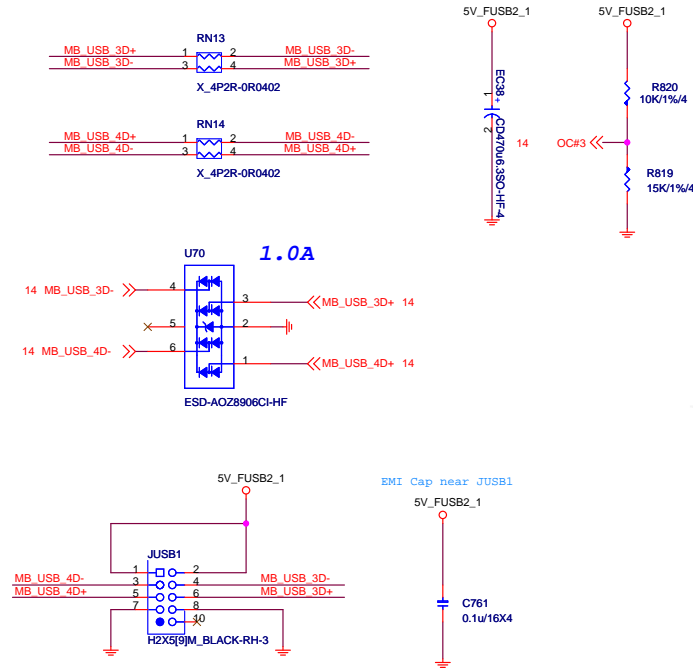 RN13
MB_USB_3D+ 1 2 MB_USB_3D-
MB_USB_3D- 3 4 MB_USB_3D+
X_4P2R-0R0402
RN14
MB_USB_4D+ 1 2 MB_USB_4D-
MB_USB_4D- 3 4 MB_USB_4D+
X_4P2R-0R0402
5V_FUSB2_1
1
2
+
EC38
CD470u6.3SO-HF-4
5V_FUSB2_1
R820
10K/1%/4
14 OC#3
R819
15K/1%/4
1.0A
U70
14 MB_USB_3D- 4
3 MB_USB_3D+ 14
5 2
14 MB_USB_4D- 6
1 MB_USB_4D+ 14
ESD-AOZ8906CI-HF
5V_FUSB2_1
JUSB1
1 2
MB_USB_4D- 3 4 MB_USB_3D-
MB_USB_4D+ 5 6 MB_USB_3D+
7 8
10
H2X5[9]M_BLACK-RH-3
EMI Cap near JUSB1
5V_FUSB2_1
C761
0.1u/16X4